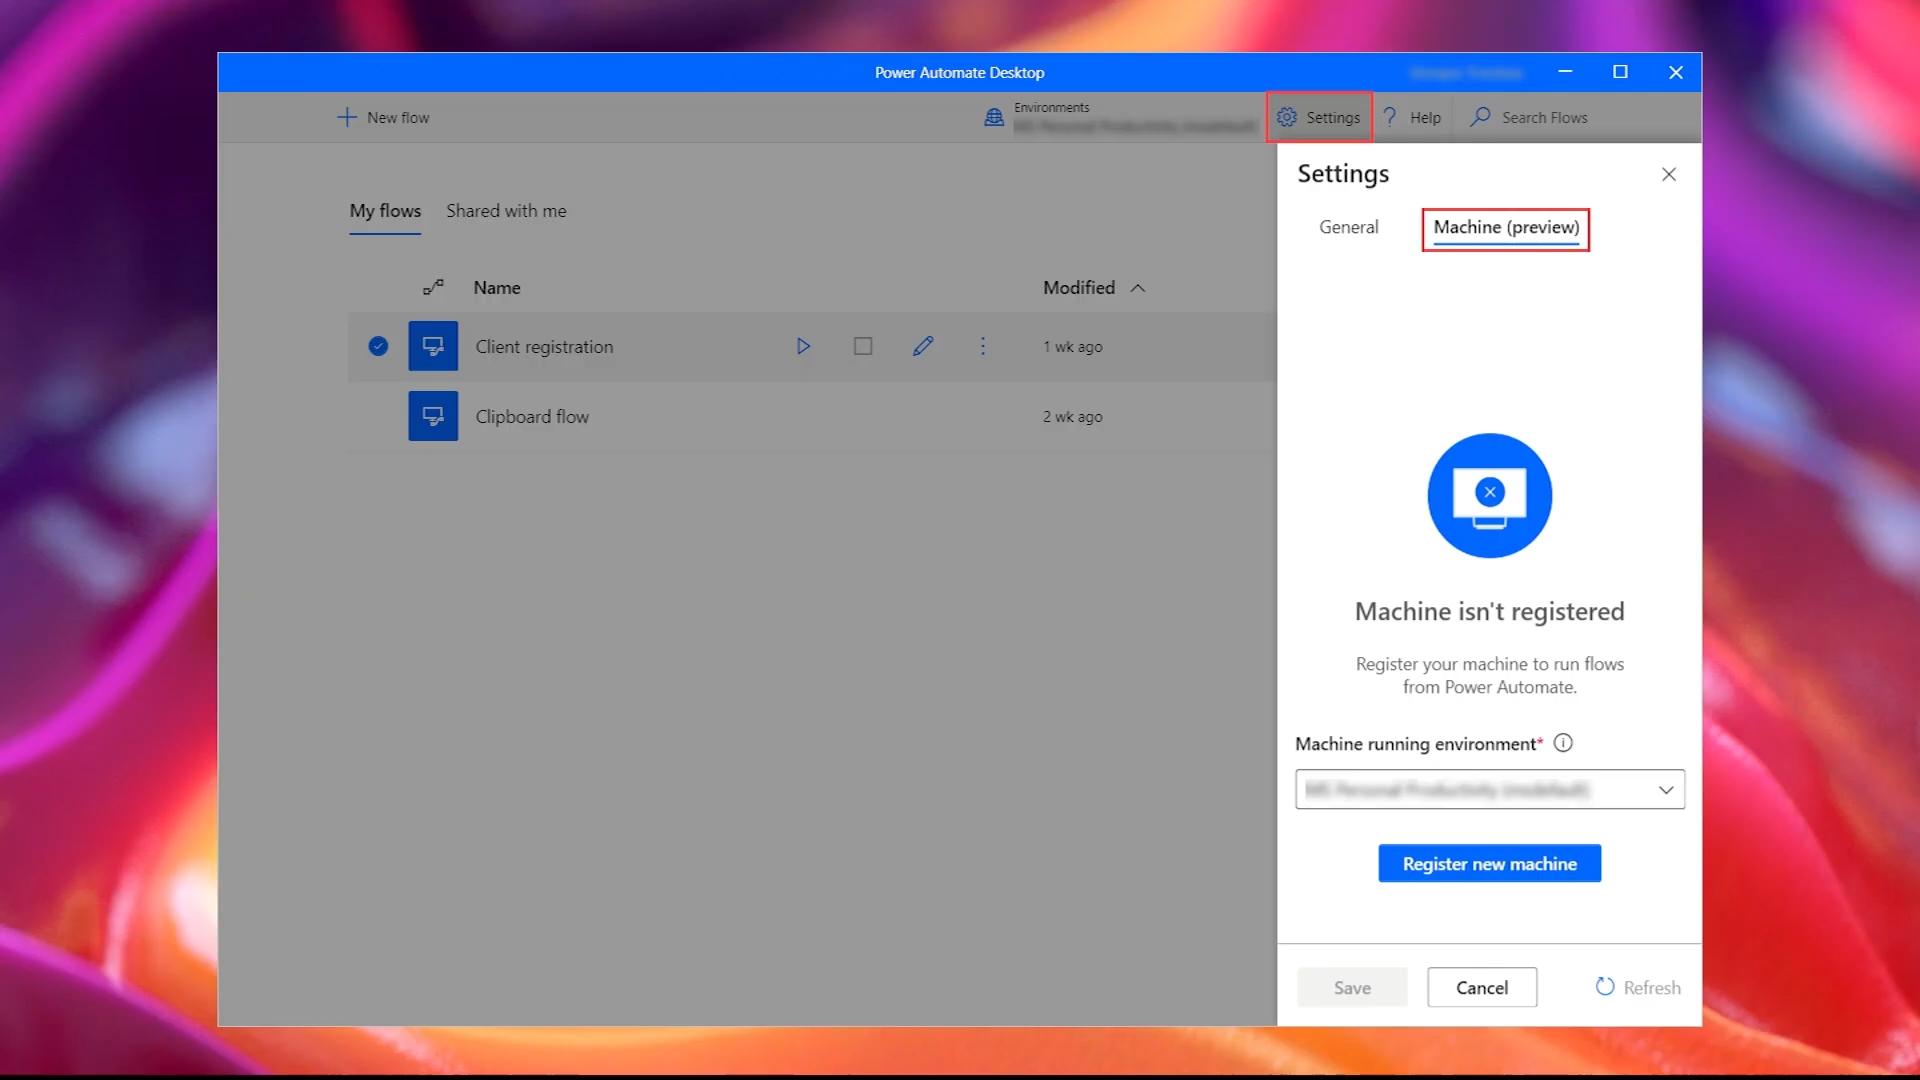 Power Automate Desktop
New flow
Environments
Settings
Help
Search Flows
My flows
Shared with me
Name
Modified
Client registration
1 wk ago
Clipboard flow
2 wk ago
Settings
General
Machine (preview)
Machine isn't registered
Register your machine to run flows
from Power Automate.
Machine running environment*
Register new machine
Save
Cancel
Refresh